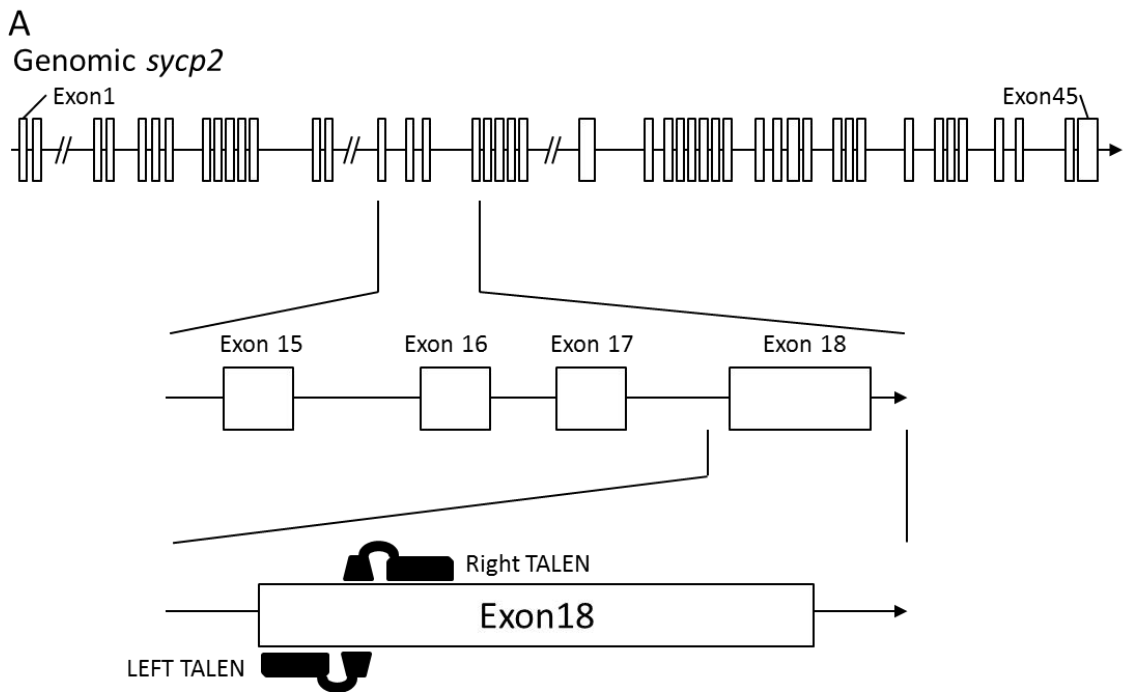 A
Genomic sycp2
Exon1
Exon45
Exon 15
Exon 16
Exon 17
Exon 18
Right TALEN
Exon18
LEFT TALEN